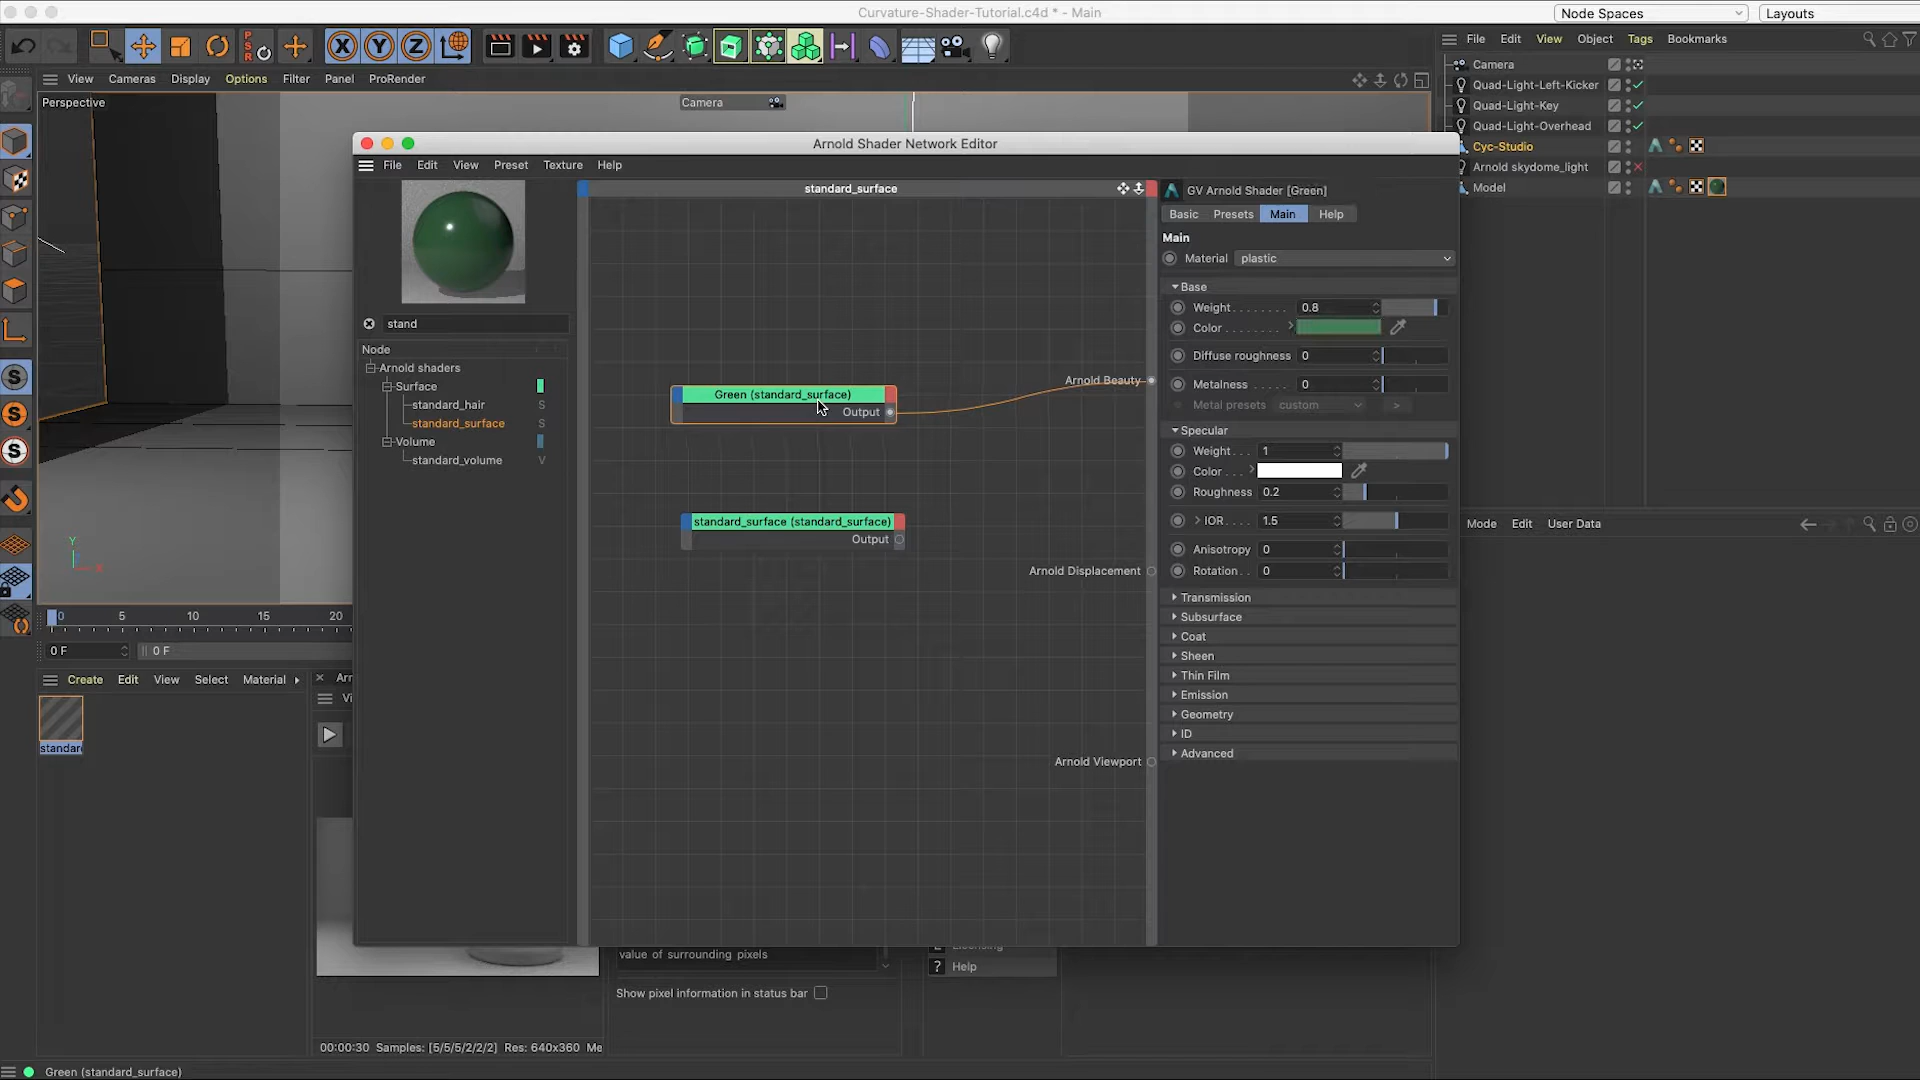 Curvature-Shader-Tutorial.c4d * - Main
Node Spaces
Layouts
View Cameras Display Options Filter Panel ProRender
File Edit View Object Tags Bookmarks
Perspective
Camera
Camera
Quad-Light-Left-Kicker
Quad-Light-Key
Quad-Light-Overhead
Cyc-Studio
Arnold skydome_light
Model
Arnold Shader Network Editor
File Edit View Preset Texture Help
stand
Node
Arnold shaders
Surface
standard_hair S
standard_surface S
Volume
standard_volume V
standard_surface
Green (standard_surface)
Output
standard_surface (standard_surface)
Output
Arnold Beauty
Arnold Displacement
Arnold Viewport
GV Arnold Shader [Green]
Basic Presets Main Help
Main
Material plastic
Base
Weight 0.8
Color
Diffuse roughness 0
Metalness 0
Metal presets custom >
Specular
Weight 1
Color
Roughness 0.2
IOR 1.5
Anisotropy 0
Rotation 0
Transmission
Subsurface
Coat
Sheen
Thin Film
Emission
Geometry
ID
Advanced
Mode Edit User Data
Y
X
0 5 10 15 20
0 F
0 F
Create Edit View Select Material
standar
value of surrounding pixels
Show pixel information in status bar
? Help
00:00:30 Samples: [5/5/5/2/2/2] Res: 640x360 Me
Green (standard_surface)